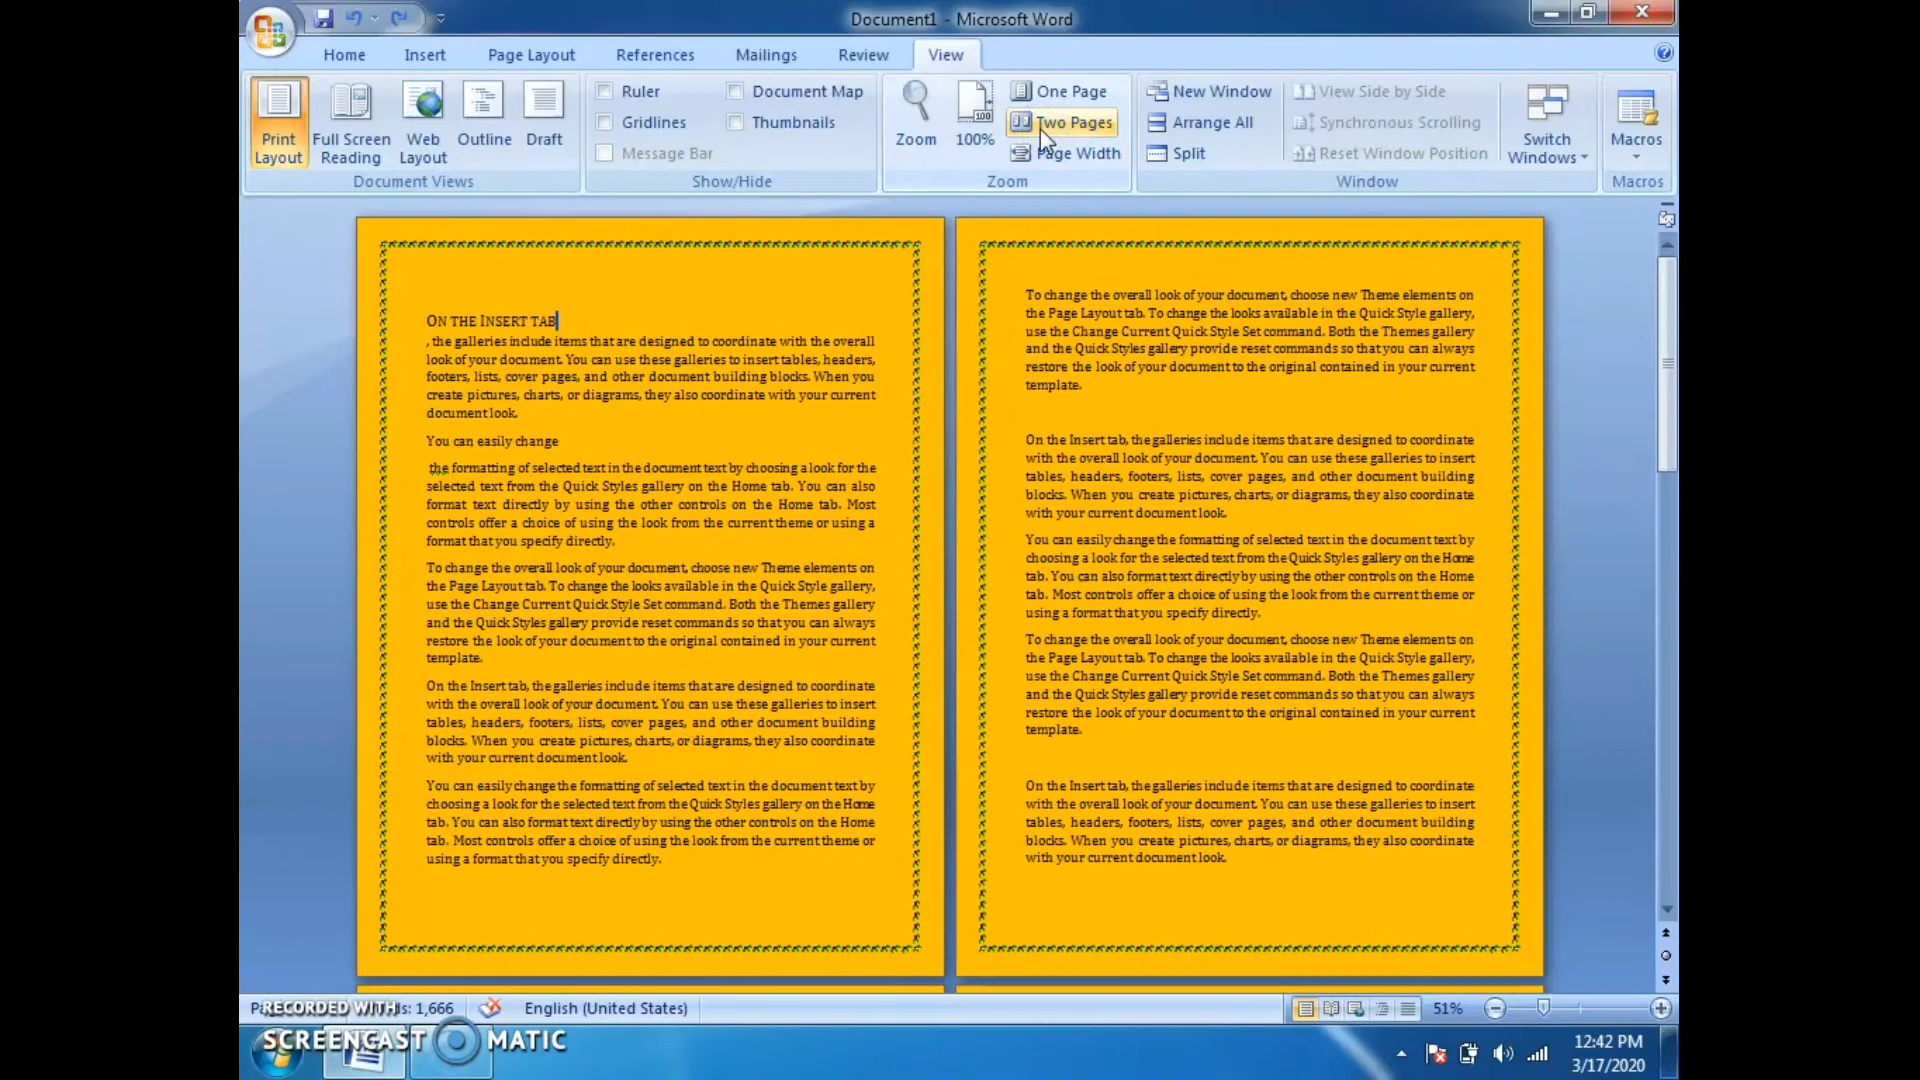 Document1 - Microsoft Word
Home Insert Page Layout References Mailings Review View
Print Layout
Full Screen Reading
Web Layout
Outline
Draft
Document Views
Ruler
Gridlines
Message Bar
Document Map
Thumbnails
Show/Hide
Zoom
100
100%
One Page
Two Pages
Page Width
Zoom
New Window
Arrange All
Split
View Side by Side
Synchronous Scrolling
Reset Window Position
Switch Windows
Window
Macros
Macros
ON THE INSERT TAB
, the galleries include items that are designed to coordinate with the overall
look of your document. You can use these galleries to insert tables, headers,
footers, lists, cover pages, and other document building blocks. When you
create pictures, charts, or diagrams, they also coordinate with your current
document look.
You can easily change
the formatting of selected text in the document text by choosing a look for the
selected text from the Quick Styles gallery on the Home tab. You can also
format text directly by using the other controls on the Home tab. Most
controls offer a choice of using the look from the current theme or using a
format that you specify directly.
To change the overall look of your document, choose new Theme elements on
the Page Layout tab. To change the looks available in the Quick Style gallery,
use the Change Current Quick Style Set command. Both the Themes gallery
and the Quick Styles gallery provide reset commands so that you can always
restore the look of your document to the original contained in your current
template.
On the Insert tab, the galleries include items that are designed to coordinate
with the overall look of your document. You can use these galleries to insert
tables, headers, footers, lists, cover pages, and other document building
blocks. When you create pictures, charts, or diagrams, they also coordinate
with your current document look.
You can easily change the formatting of selected text in the document text by
choosing a look for the selected text from the Quick Styles gallery on the Home
tab. You can also format text directly by using the other controls on the Home
tab. Most controls offer a choice of using the look from the current theme or
using a format that you specify directly.
To change the overall look of your document, choose new Theme elements on
the Page Layout tab. To change the looks available in the Quick Style gallery,
use the Change Current Quick Style Set command. Both the Themes gallery
and the Quick Styles gallery provide reset commands so that you can always
restore the look of your document to the original contained in your current
template.
On the Insert tab, the galleries include items that are designed to coordinate
with the overall look of your document. You can use these galleries to insert
tables, headers, footers, lists, cover pages, and other document building
blocks. When you create pictures, charts, or diagrams, they also coordinate
with your current document look.
You can easily change the formatting of selected text in the document text by
choosing a look for the selected text from the Quick Styles gallery on the Home
tab. You can also format text directly by using the other controls on the Home
tab. Most controls offer a choice of using the look from the current theme or
using a format that you specify directly.
To change the overall look of your document, choose new Theme elements on
the Page Layout tab. To change the looks available in the Quick Style gallery,
use the Change Current Quick Style Set command. Both the Themes gallery
and the Quick Styles gallery provide reset commands so that you can always
restore the look of your document to the original contained in your current
template.
On the Insert tab, the galleries include items that are designed to coordinate
with the overall look of your document. You can use these galleries to insert
tables, headers, footers, lists, cover pages, and other document building
blocks. When you create pictures, charts, or diagrams, they also coordinate
with your current document look.
1,666 English (United States) 51%
RECORDED WITH
SCREENCAST MATIC
12:42 PM
3/17/2020